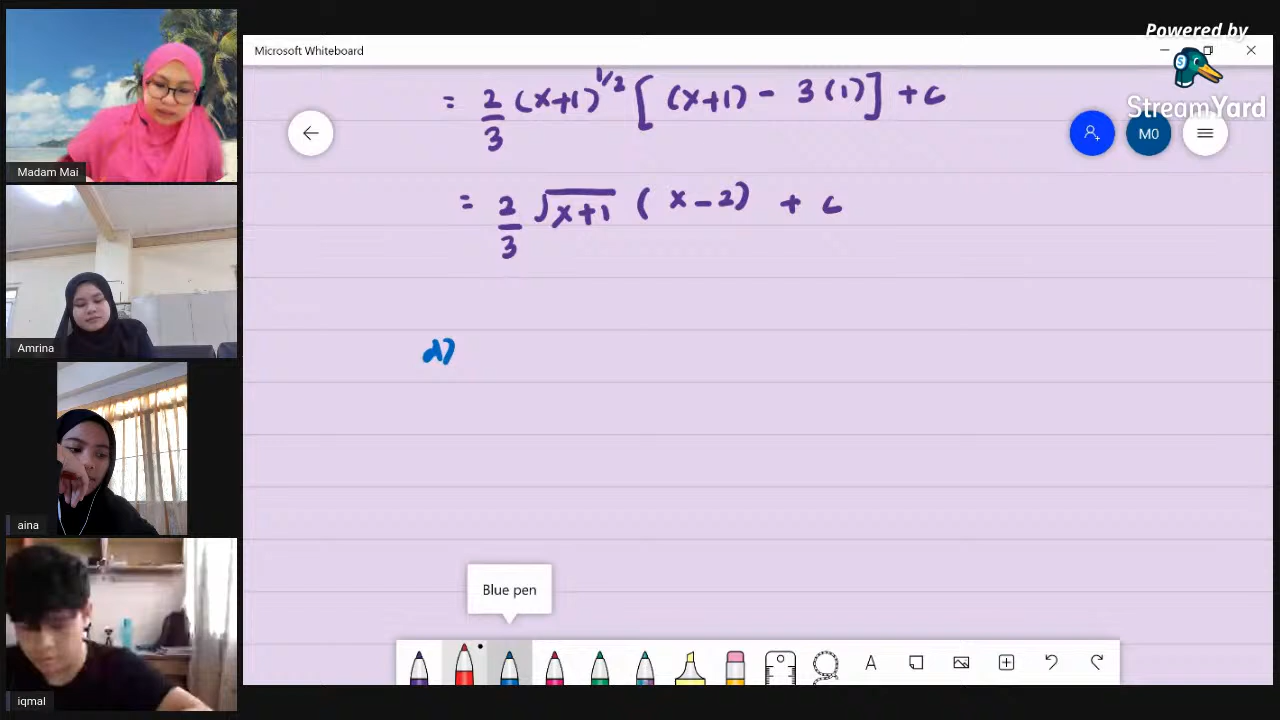 Powered by
StreamYard
Microsoft Whiteboard
= 2/3 (x+1)^1/2 [(x+1) - 3(1)] + c
= 2/3 √x+1 (x-2) + c
d)
Blue pen
M0
S
A
Madam Mai
Amrina
aina
iqmal